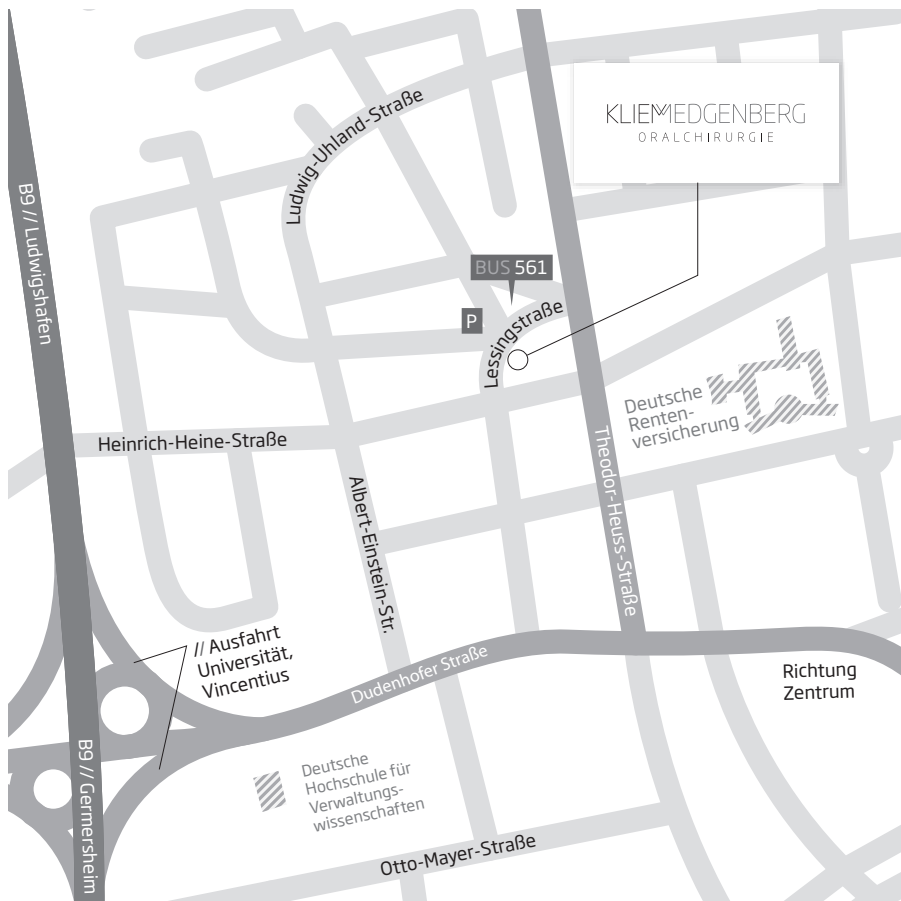 Ludwig-Uhland-Straße
KLIEMEDGENBERG
ORALCHIRURGIE
B9 // Ludwigshafen
BUS 561
P
Lessingstraße
Deutsche
Renten-
versicherung
Heinrich-Heine-Straße
Theodor-Heuss-Straße
Albert-Einstein-Str.
// Ausfahrt
Universität,
Vincentius
Dudenhofer Straße
Richtung
Zentrum
B9 // Germersheim
Deutsche
Hochschule für
Verwaltungs-
wissenschaften
Otto-Mayer-Straße